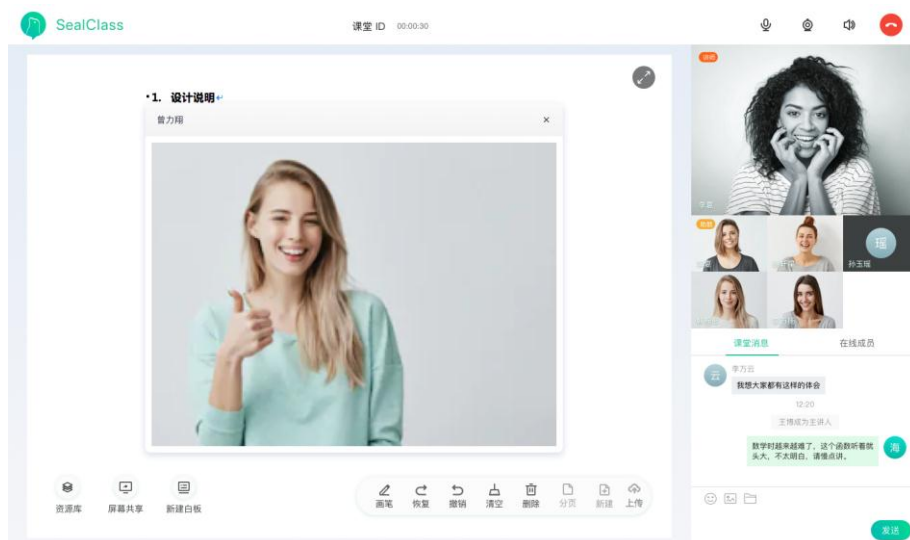 SealClass
课堂 ID 00:00:30
•1. 设计说明↵
曾力翔
孙玉瑶
瑶
课堂消息
在线成员
李力云
云
我想大家都有这样的体会
12:20
王博成为主讲人
数学时越来越难了，这个函数听着就
头大，不太明白，请慢点讲。
海
资源库
屏幕共享
新建白板
画笔
恢复
撤销
清空
删除
分页
新建
上传
发送